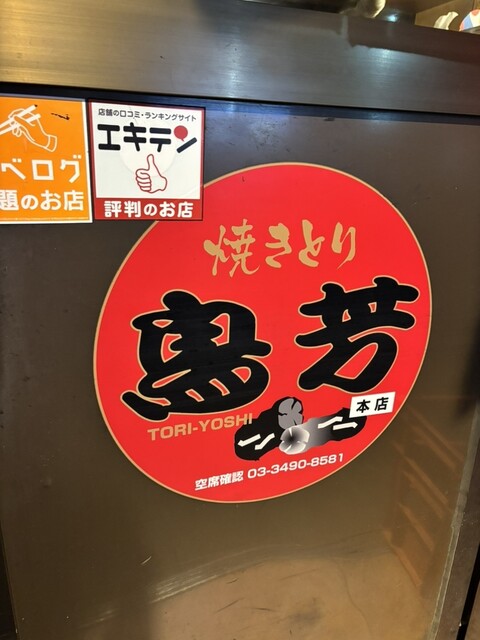 ベログ
題のお店
店舗の口コミ・ランキングサイト
エキテン
評判のお店
焼きとり
鳥芳
TORI-YOSHI
本店
空席確認 03-3490-8581